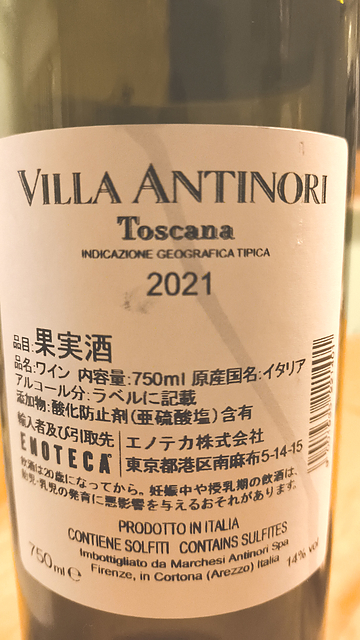 VILLA ANTINORI
Toscana
INDICAZIONE GEOGRAFICA TIPICA
2021
品目:果実酒
品名:ワイン 内容量:750ml 原産国名:イタリア
アルコール分:ラベルに記載
添加物:酸化防止剤(亜硫酸塩)含有
輸入者及び引取先
ENOTECA
エノテカ株式会社
東京都港区南麻布5-14-15
飲酒は20歳になってから。妊娠中や授乳期の飲酒は、
胎児・乳児の発育に悪影響を与えるおそれがあります。
PRODOTTO IN ITALIA
CONTIENE SOLFITI CONTAINS SULFITES
Imbottigliato da Marchesi Antinori Spa
Firenze, in Cortona (Arezzo) Italia
750 ml e
14% vol